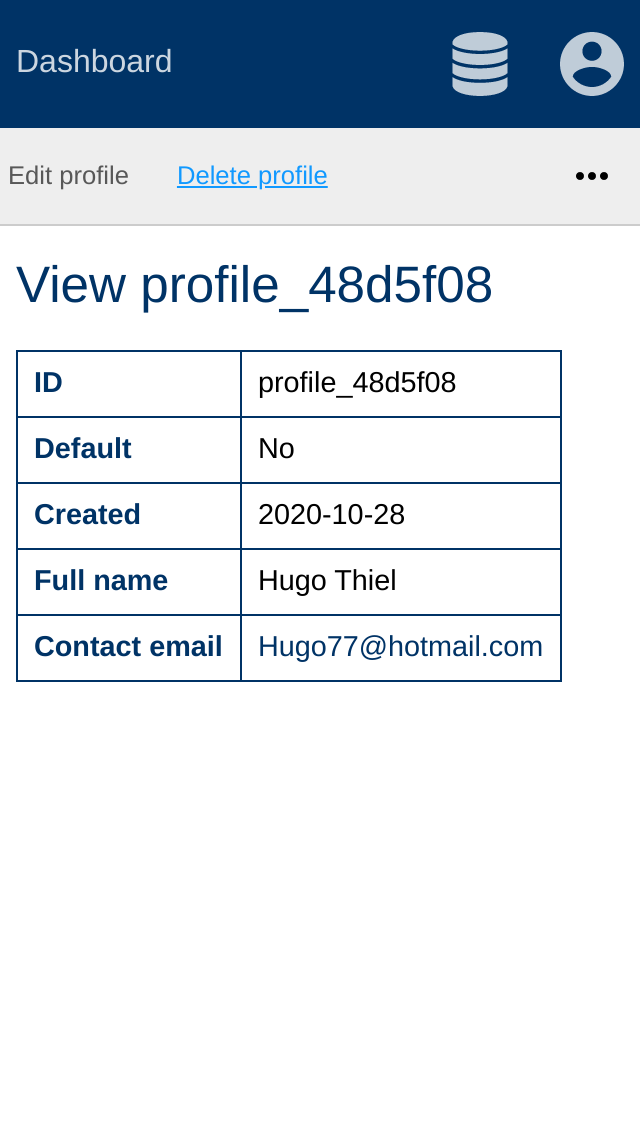 Dashboard
Edit profile Delete profile
View profile_48d5f08
ID profile_48d5f08
Default No
Created 2020-10-28
Full name Hugo Thiel
Contact email Hugo77@hotmail.com